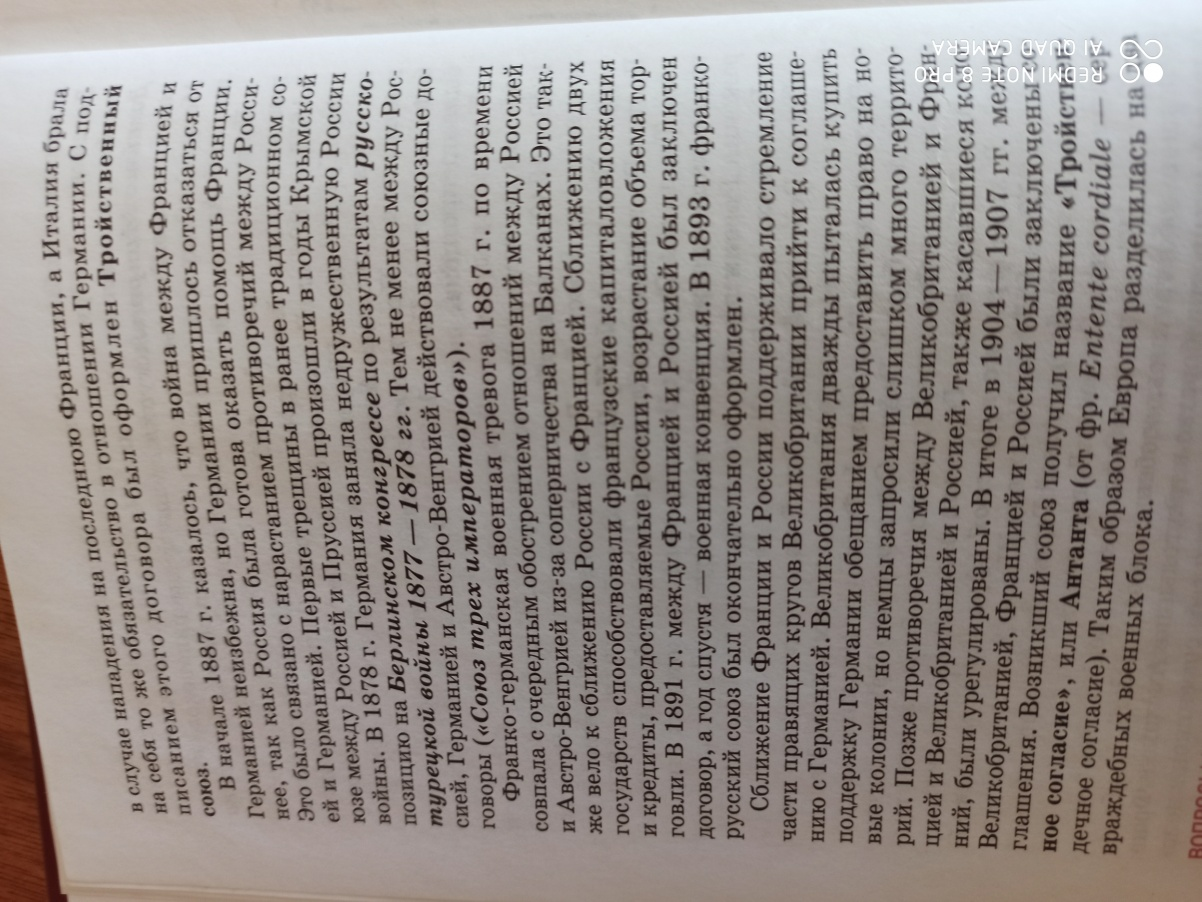 в случае нападения на последнюю Франции, а Италия брала
на себя то же обязательство в отношении Германии. С под-
писанием этого договора был оформлен Тройственный
союз.
В начале 1887 г. казалось, что война между Францией и
Германией неизбежна, но Германии пришлось отказаться от
нее, так как Россия была готова оказать помощь Франции.
Это было связано с нарастанием противоречий между Росси-
ей и Германией. Первые трещины в ранее традиционном со-
юзе между Россией и Пруссией произошли в годы Крымской
войны. В 1878 г. Германия заняла недружественную России
позицию на Берлинском конгрессе по результатам русско-
турецкой войны 1877 — 1878 гг. Тем не менее между Рос-
сией, Германией и Австро-Венгрией действовали союзные до-
говоры («Союз трех императоров»).
Франко-германская военная тревога 1887 г. по времени
совпала с очередным обострением отношений между Россией
и Австро-Венгрией из-за соперничества на Балканах. Это так-
же вело к сближению России с Францией. Сближению двух
государств способствовали французские капиталовложения
и кредиты, предоставляемые России, возрастание объема тор-
говли. В 1891 г. между Францией и Россией был заключен
договор, а год спустя — военная конвенция. В 1893 г. франко-
русский союз был окончательно оформлен.
Сближение Франции и России поддерживало стремление
части правящих кругов Великобритании прийти к соглаше-
нию с Германией. Великобритания дважды пыталась купить
поддержку Германии обещанием предоставить право на но-
вые колонии, но немцы запросили слишком много террито-
рий. Позже противоречия между Великобританией и Фран-
цией и Великобританией и Россией, также касавшиеся
ний, были урегулированы. В итоге в 1904 — 1907 гг.
Великобританией, Францией и Россией были заключены
глашения. Возникший союз получил название «Тройствен-
ное согласие», или Антанта (от фр. Entente cordiale —
дечное согласие). Таким образом Европа разделилась на
враждебных военных блока.
REDMI NOTE 8 PRO
AI QUAD CAMERA